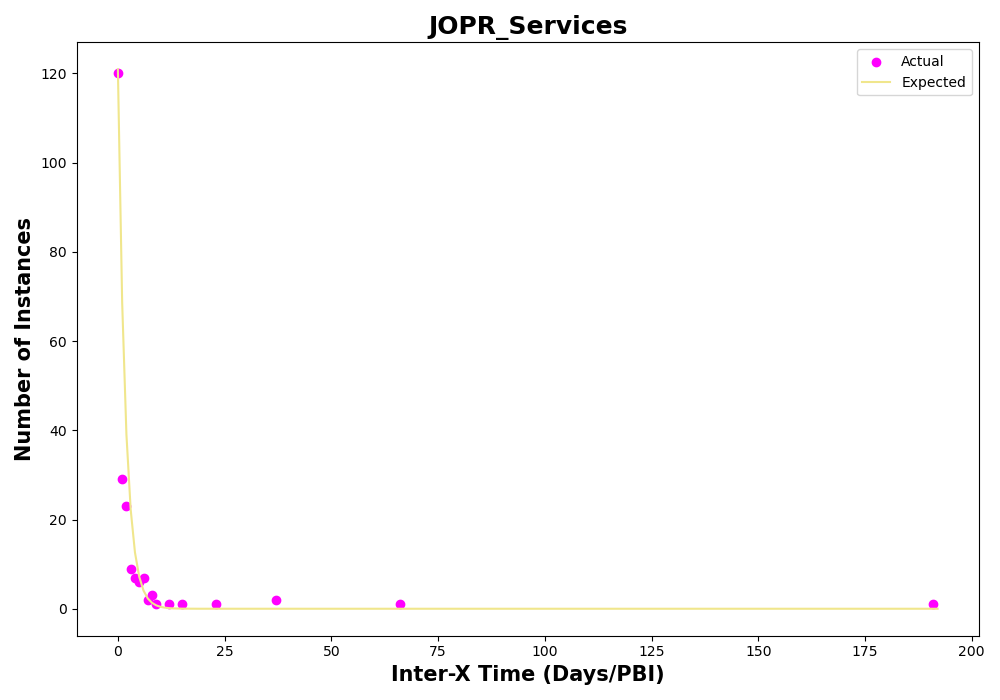 JOPR_Services
Actual
Expected
Number of Instances
120
100
80
60
40
20
0
0 25 50 75 100 125 150 175 200
Inter-X Time (Days/PBI)